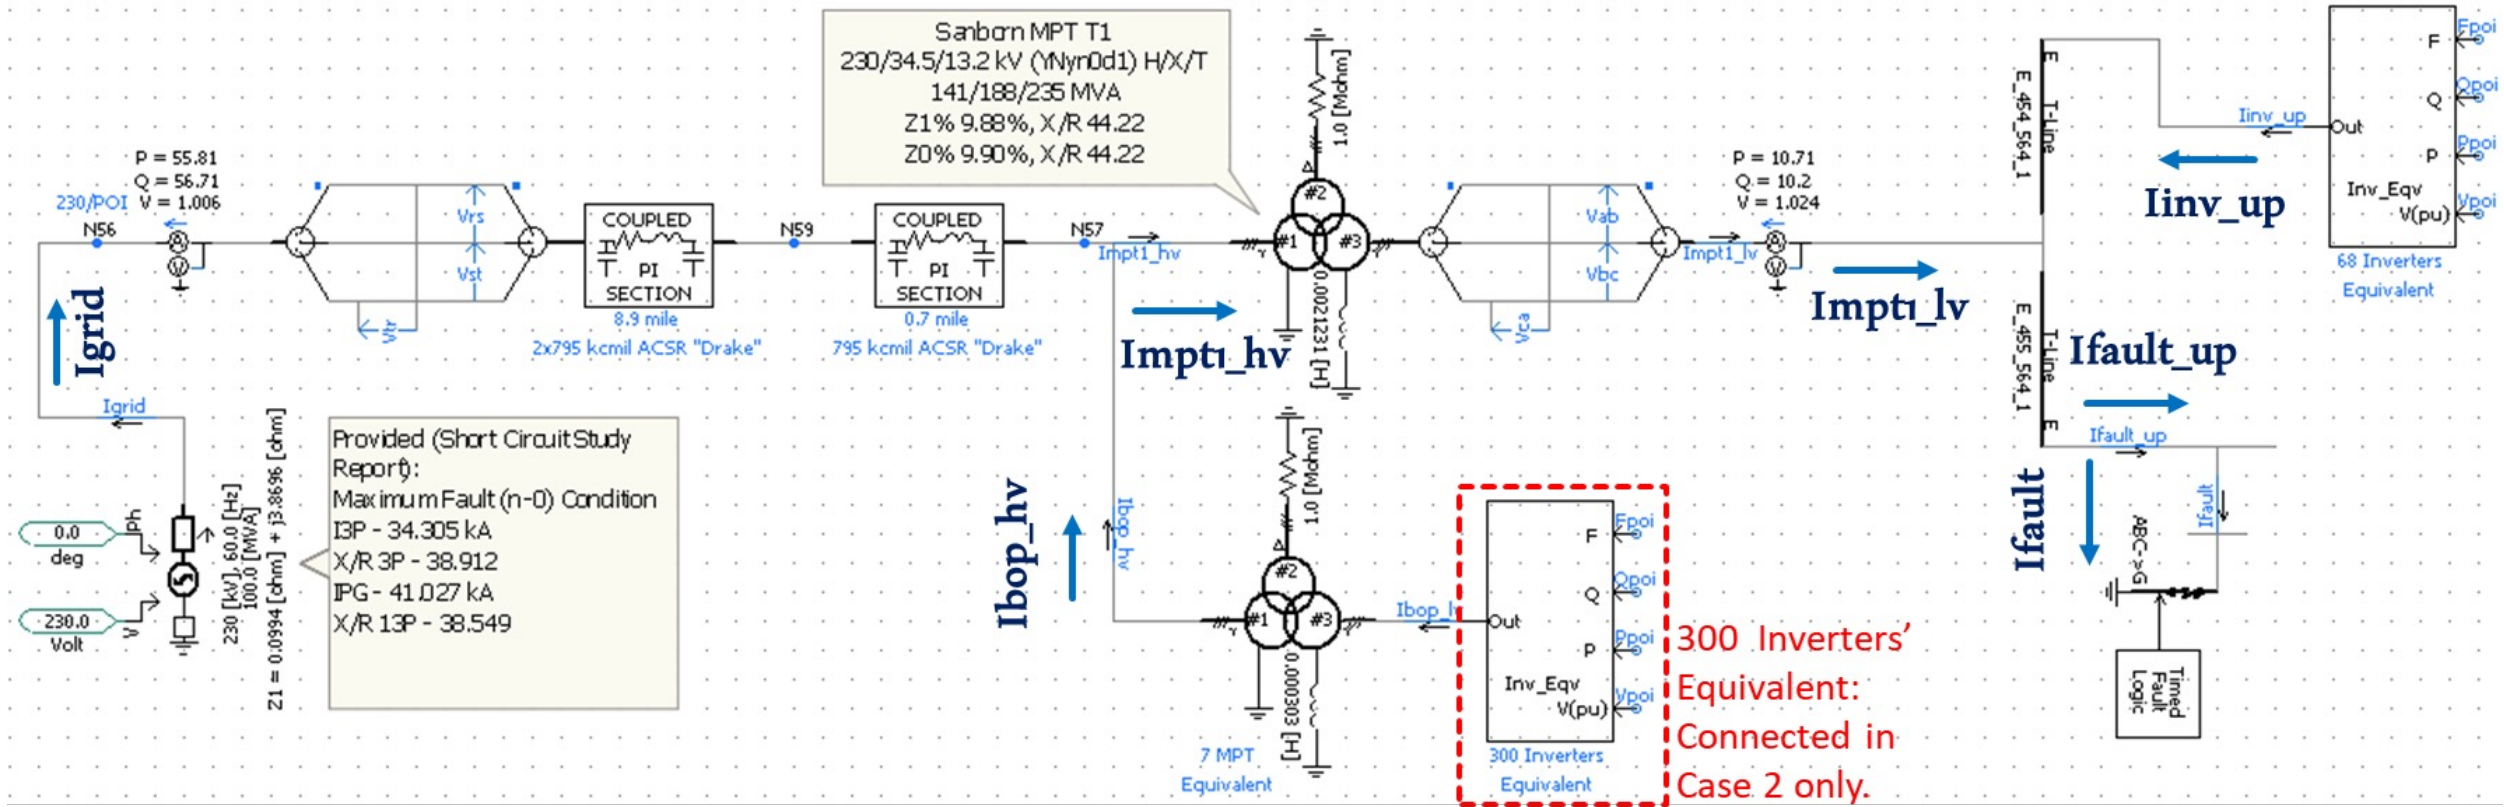 Sanborn MPT T1
230/34.5/13.2 kV (YNyn0d1) H/X/T
141/188/235 MVA
Z1% 9.88%, X/R 44.22
Z0% 9.90%, X/R 44.22
P = 55.81
Q = 56.71
V = 1.006
230/POI
N56
A
V
Vrs
Vst
Vtr
COUPLED
PI
SECTION
8.9 mile
2x795 kcmil ACSR "Drake"
N59
COUPLED
PI
SECTION
0.7 mile
795 kcmil ACSR "Drake"
N57
Impt1_hv
Impt1_hv
1.0 [Mohm]
#2
#1
#3
0.0021231 [H]
Vab
Vbc
Vca
Impt1_lv
P = 10.71
Q = 10.2
V = 1.024
A
V
Impt1_lv
E
T-Line
E_454_564_1
T-Line
E_455_564_1
E
Iinv_up
Iinv_up
Out
F
Q
P
Inv_Eqv
V(pu)
Fpoi
Qpoi
Ppoi
Vpoi
68 Inverters
Equivalent
Ifault_up
Ifault_up
Ifault
Ifault
ABC->G
Timed
Fault
Logic
Igrid
Igrid
0.0
deg
Ph
230.0
Volt
V
230 [kV], 60.0 [Hz]
100.0 [MVA]
Z1 = 0.0994 [ohm] + j3.8696 [ohm]
Provided (Short Circuit Study
Report):
Maximum Fault (n-0) Condition
I3P - 34.305 kA
X/R 3P - 38.912
IPG - 41.027 kA
X/R 13P - 38.549
Ibop_hv
Ibop_hv
1.0 [Mohm]
#2
#1
#3
0.0000303 [H]
7 MPT
Equivalent
Ibop_lv
Out
F
Q
P
Inv_Eqv
V(pu)
Fpoi
Qpoi
Ppoi
Vpoi
300 Inverters
Equivalent
300 Inverters’
Equivalent:
Connected in
Case 2 only.